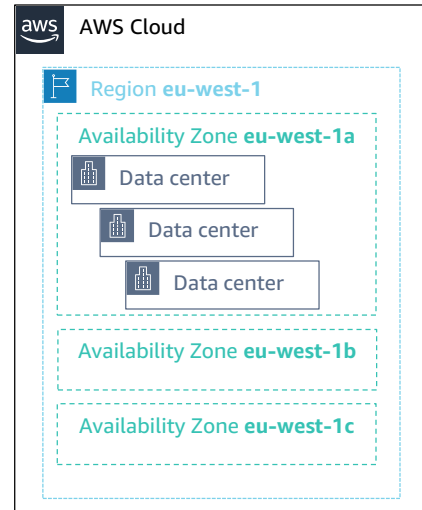 aws
AWS Cloud
Region eu-west-1
Availability Zone eu-west-1a
Data center
Data center
Data center
Availability Zone eu-west-1b
Availability Zone eu-west-1c